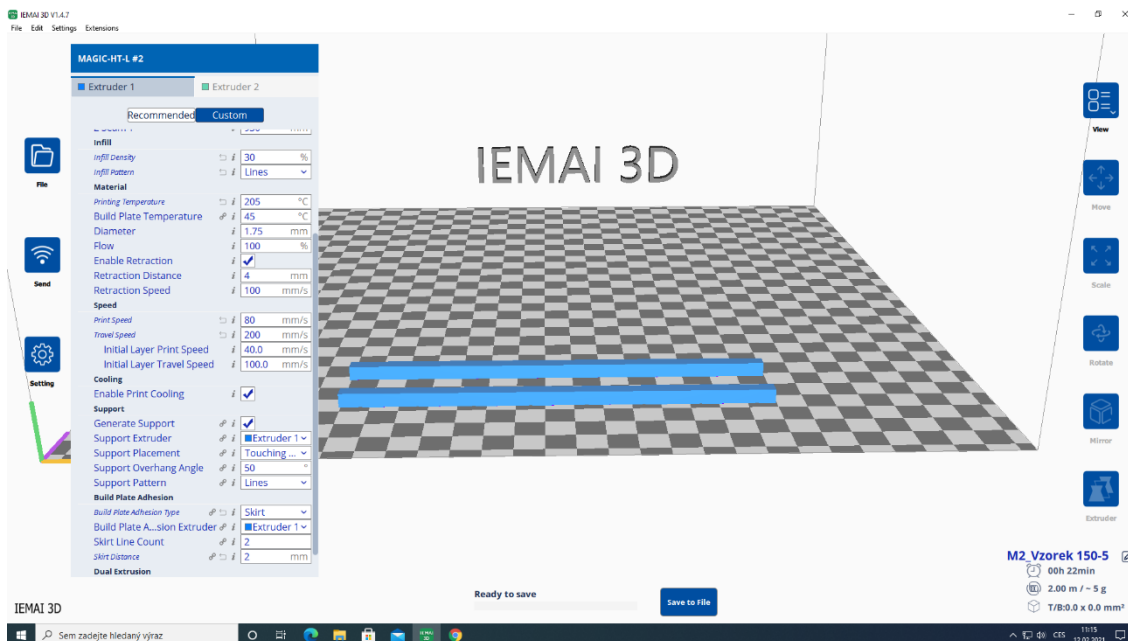 IEMAI 3D V1.4.7
File Edit Settings Extensions
MAGIC-HT-L #2
Extruder 1 Extruder 2
Recommended Custom
Infill
Infill Density i 30 %
Infill Pattern i Lines
Material
Printing Temperature i 205 °C
Build Plate Temperature i 45 °C
Diameter i 1.75 mm
Flow i 100 %
Enable Retraction i
Retraction Distance i 4 mm
Retraction Speed i 100 mm/s
Speed
Print Speed i 80 mm/s
Travel Speed i 200 mm/s
Initial Layer Print Speed i 40.0 mm/s
Initial Layer Travel Speed i 100.0 mm/s
Cooling
Enable Print Cooling i
Support
Generate Support i
Support Extruder i Extruder 1
Support Placement i Touching ...
Support Overhang Angle i 50 °
Support Pattern i Lines
Build Plate Adhesion
Build Plate Adhesion Type i Skirt
Build Plate A...sion Extruder i Extruder 1
Skirt Line Count i 2
Skirt Distance i 2 mm
Dual Extrusion
File
Send
Setting
IEMAI 3D
View
Move
Scale
Rotate
Mirror
Extruder
M2_Vzorek 150-5
00h 22min
2.00 m / ~ 5 g
T/B:0.0 x 0.0 mm²
Ready to save
Save to File
IEMAI 3D
Sem zadejte hledaný výraz
CES
11:15
12.02.2021